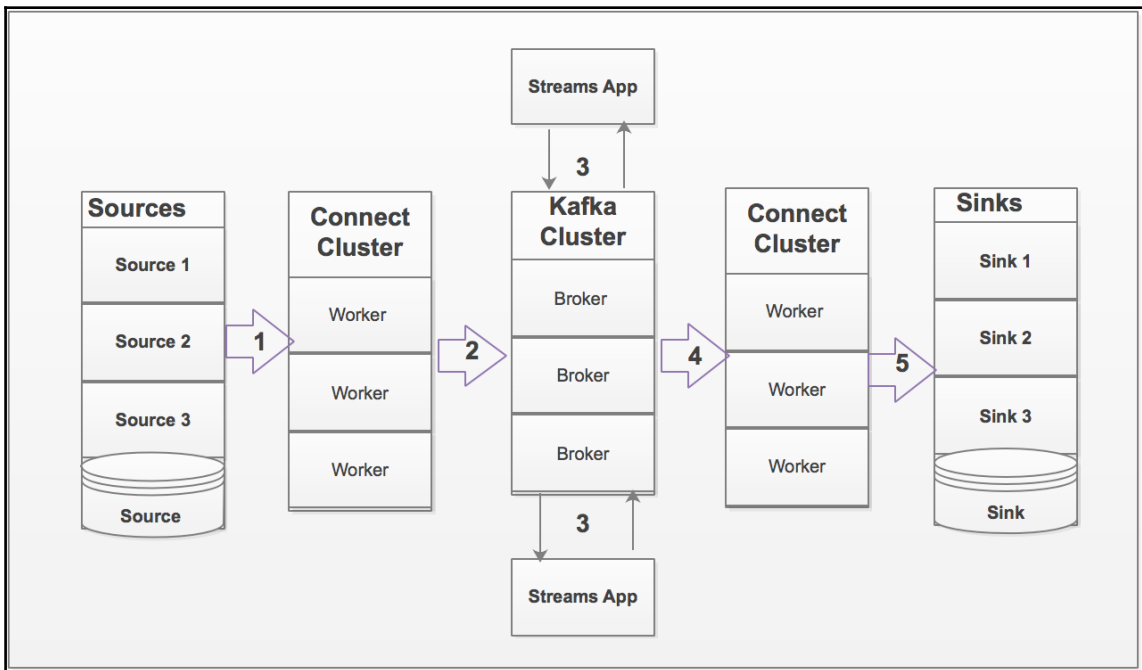 Streams App
3
Sources
Source 1
Source 2
Source 3
Source
1
Connect
Cluster
Worker
Worker
Worker
2
Kafka
Cluster
Broker
Broker
Broker
4
Connect
Cluster
Worker
Worker
Worker
5
Sinks
Sink 1
Sink 2
Sink 3
Sink
3
Streams App